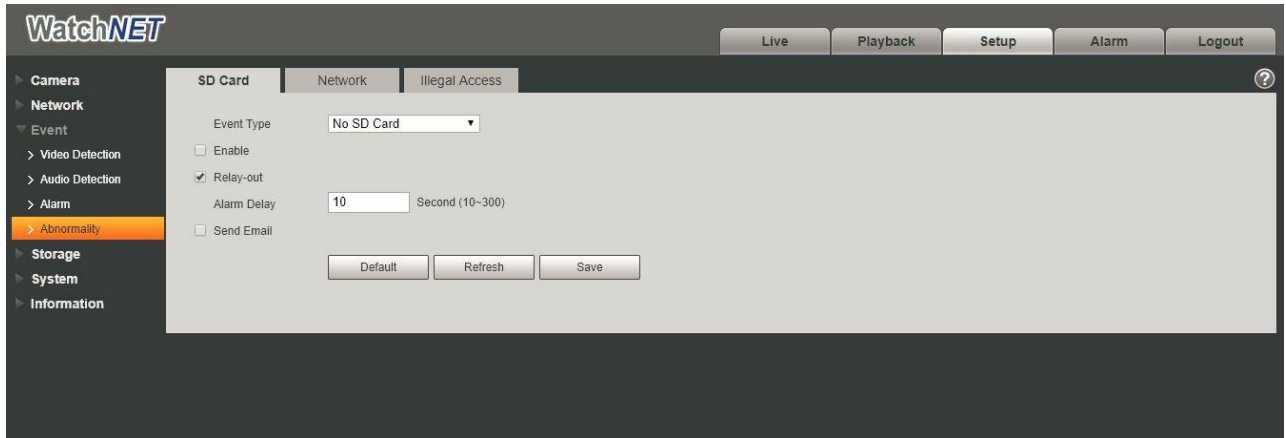 WatchNET
Live Playback Setup Alarm Logout
Camera
Network
Event
Video Detection
Audio Detection
Alarm
Abnormality
Storage
System
Information
SD Card Network Illegal Access ?
Event Type No SD Card
Enable
Relay-out
Alarm Delay 10 Second (10~300)
Send Email
Default Refresh Save